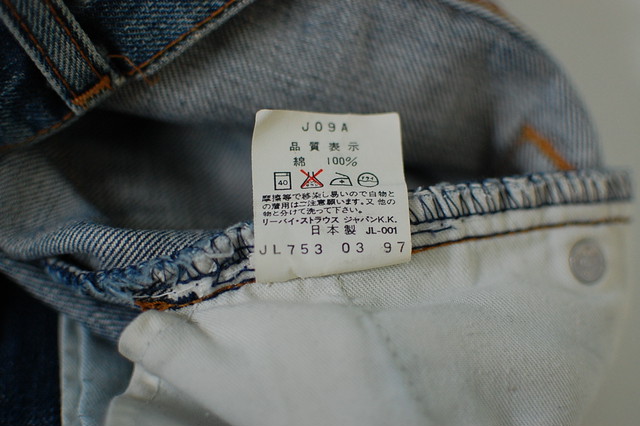 J09A
品質表示
綿 100%
40
摩擦等で移染し易いので白物と
の着用はご注意願います。又、他の
物と分けて洗って下さい。
リーバイ・ストラウス ジャパンK.K.
日本製 JL-001
JL753 03 97